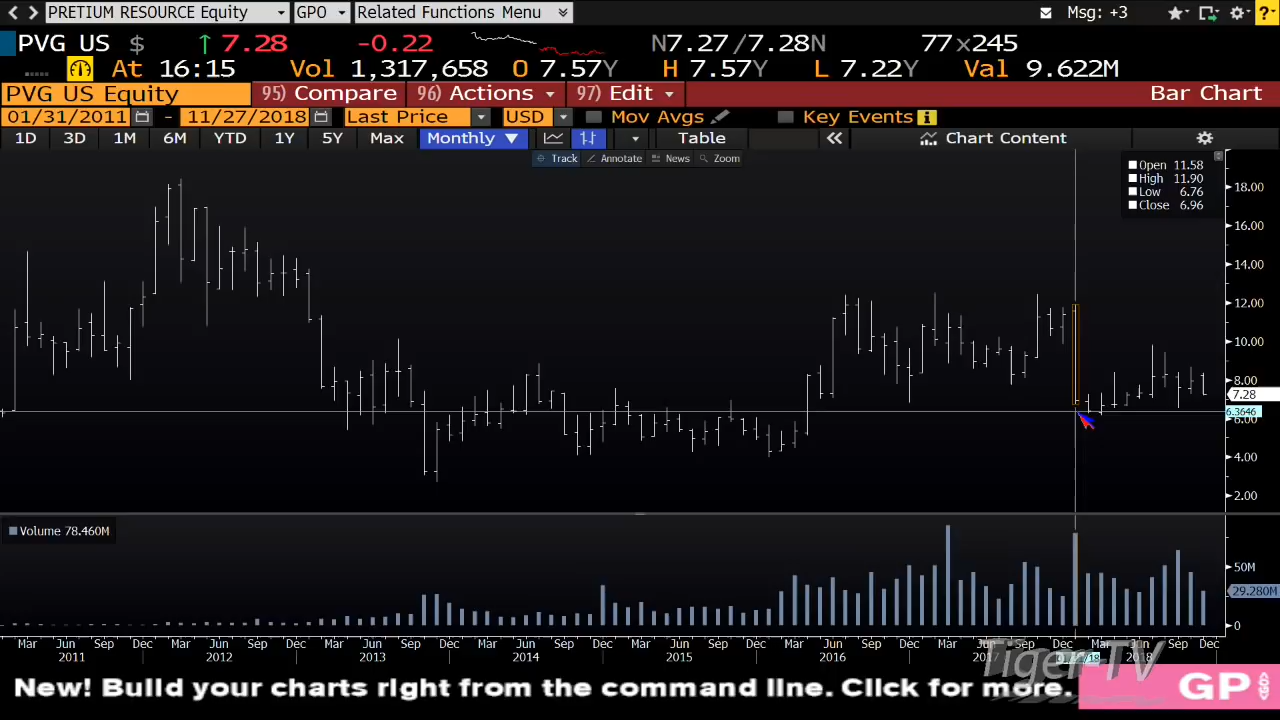 PRETIUM RESOURCE Equity GPO Related Functions Menu Msg: +3
PVG US $ ↑ 7.28 -0.22 N7.27 /7.28N 77 x 245
At 16:15 Vol 1,317,658 O 7.57Y H 7.57Y L 7.22Y Val 9.622M
PVG US Equity 95) Compare 96) Actions 97) Edit Bar Chart
01/31/2011 - 11/27/2018 Last Price USD Mov Avgs Key Events
1D 3D 1M 6M YTD 1Y 5Y Max Monthly ▼ Table « Chart Content
Track Annotate News Zoom
Open 11.58
High 11.90
Low 6.76
Close 6.96
18.00
16.00
14.00
12.00
10.00
8.00
7.28
6.3646
6.00
4.00
2.00
Volume 78.460M
50M
29.280M
0
Mar Jun Sep Dec Mar Jun Sep Dec Mar Jun Sep Dec Mar Jun Sep Dec Mar Jun Sep Dec Mar Jun Sep Dec Mar Jun Sep Dec Mar Jun Sep Dec
2011 2012 2013 2014 2015 2016 2017 2018
Tiger TV
New! Build your charts right from the command line. Click for more. GP